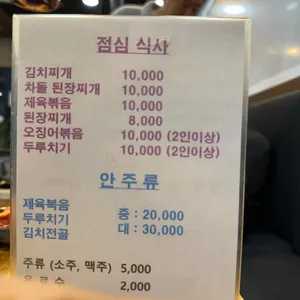 점심 식사
김치찌개 10,000
차돌 된장찌개 10,000
제육볶음 10,000
된장찌개 8,000
오징어볶음 10,000 (2인이상)
두루치기 10,000 (2인이상)
안 주 류
제육볶음
두루치기 중 : 20,000
김치전골 대 : 30,000
주류 (소주, 맥주) 5,000
음 료 수 2,000